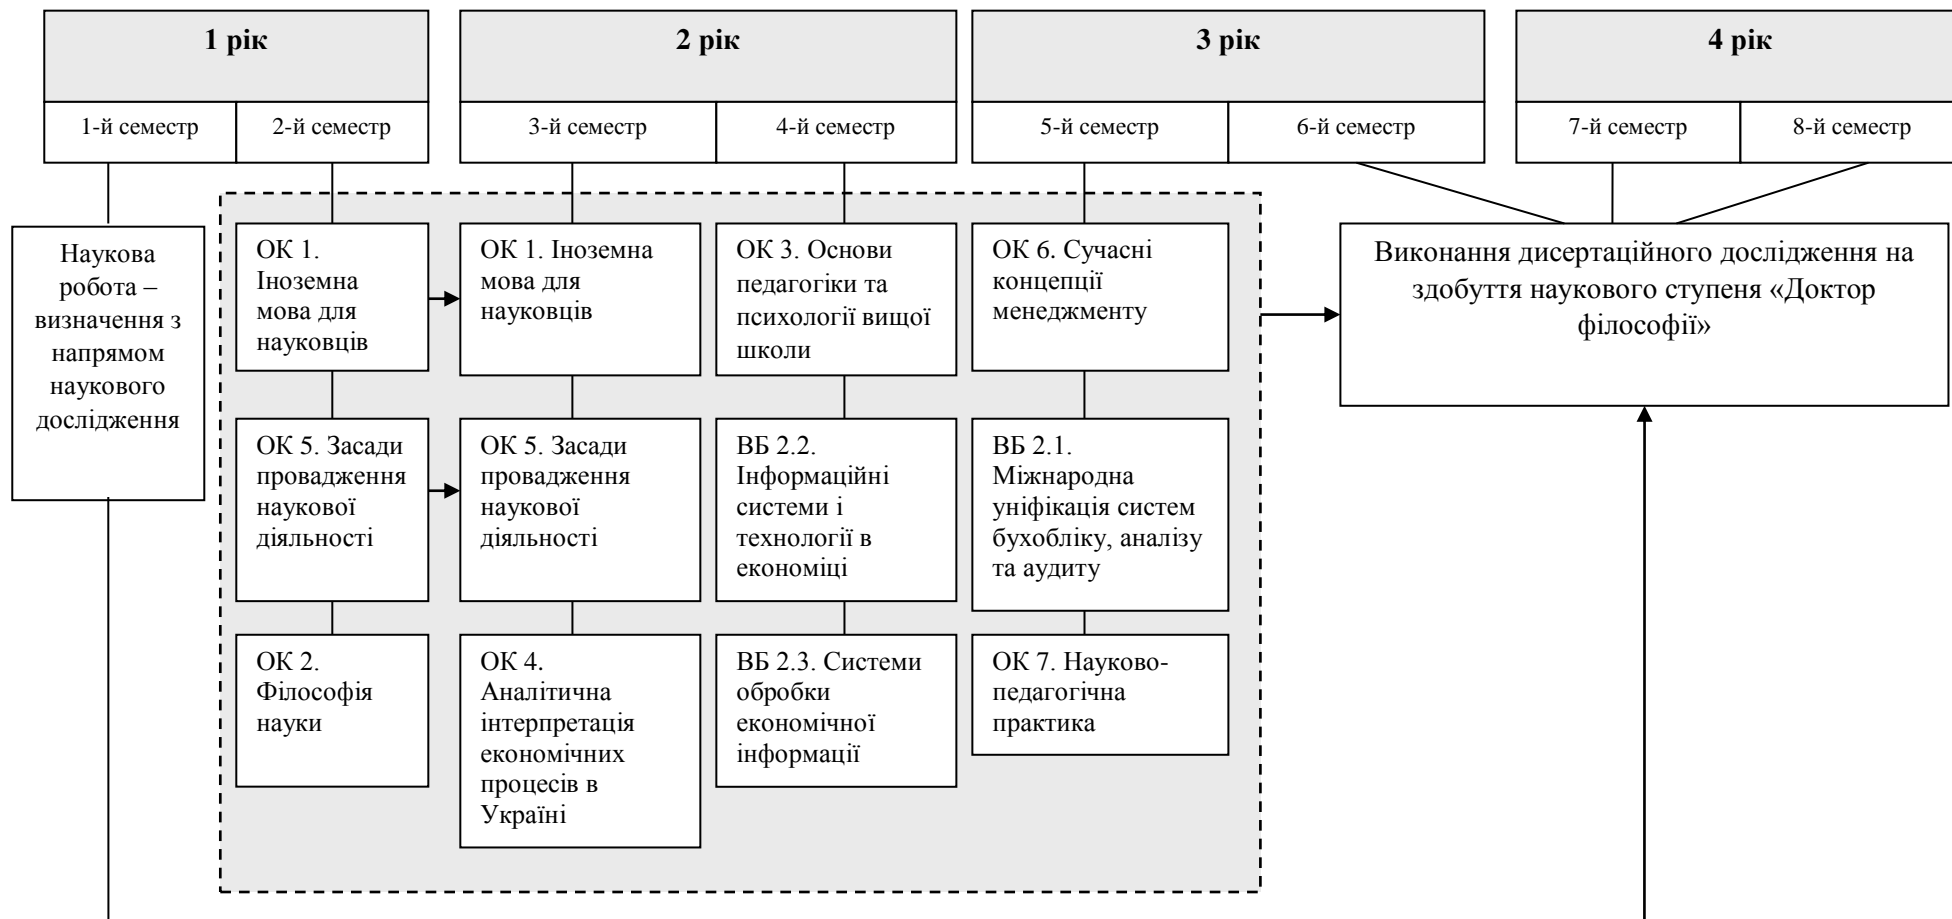 1 рік
2 рік
3 рік
4 рік
1-й семестр
2-й семестр
3-й семестр
4-й семестр
5-й семестр
6-й семестр
7-й семестр
8-й семестр
Наукова
робота –
визначення з
напрямом
наукового
дослідження
ОК 1.
Іноземна
мова для
науковців
ОК 5. Засади
провадження
наукової
діяльності
ОК 2.
Філософія
науки
ОК 1. Іноземна
мова для
науковців
ОК 5. Засади
провадження
наукової
діяльності
ОК 4.
Аналітична
інтерпретація
економічних
процесів в
Україні
ОК 3. Основи
педагогіки та
психології вищої
школи
ВБ 2.2.
Інформаційні
системи і
технології в
економіці
ВБ 2.3. Системи
обробки
економічної
інформації
ОК 6. Сучасні
концепції
менеджменту
ВБ 2.1.
Міжнародна
уніфікація систем
бухобліку, аналізу
та аудиту
ОК 7. Науково-
педагогічна
практика
Виконання дисертаційного дослідження на
здобуття наукового ступеня «Доктор
філософії»